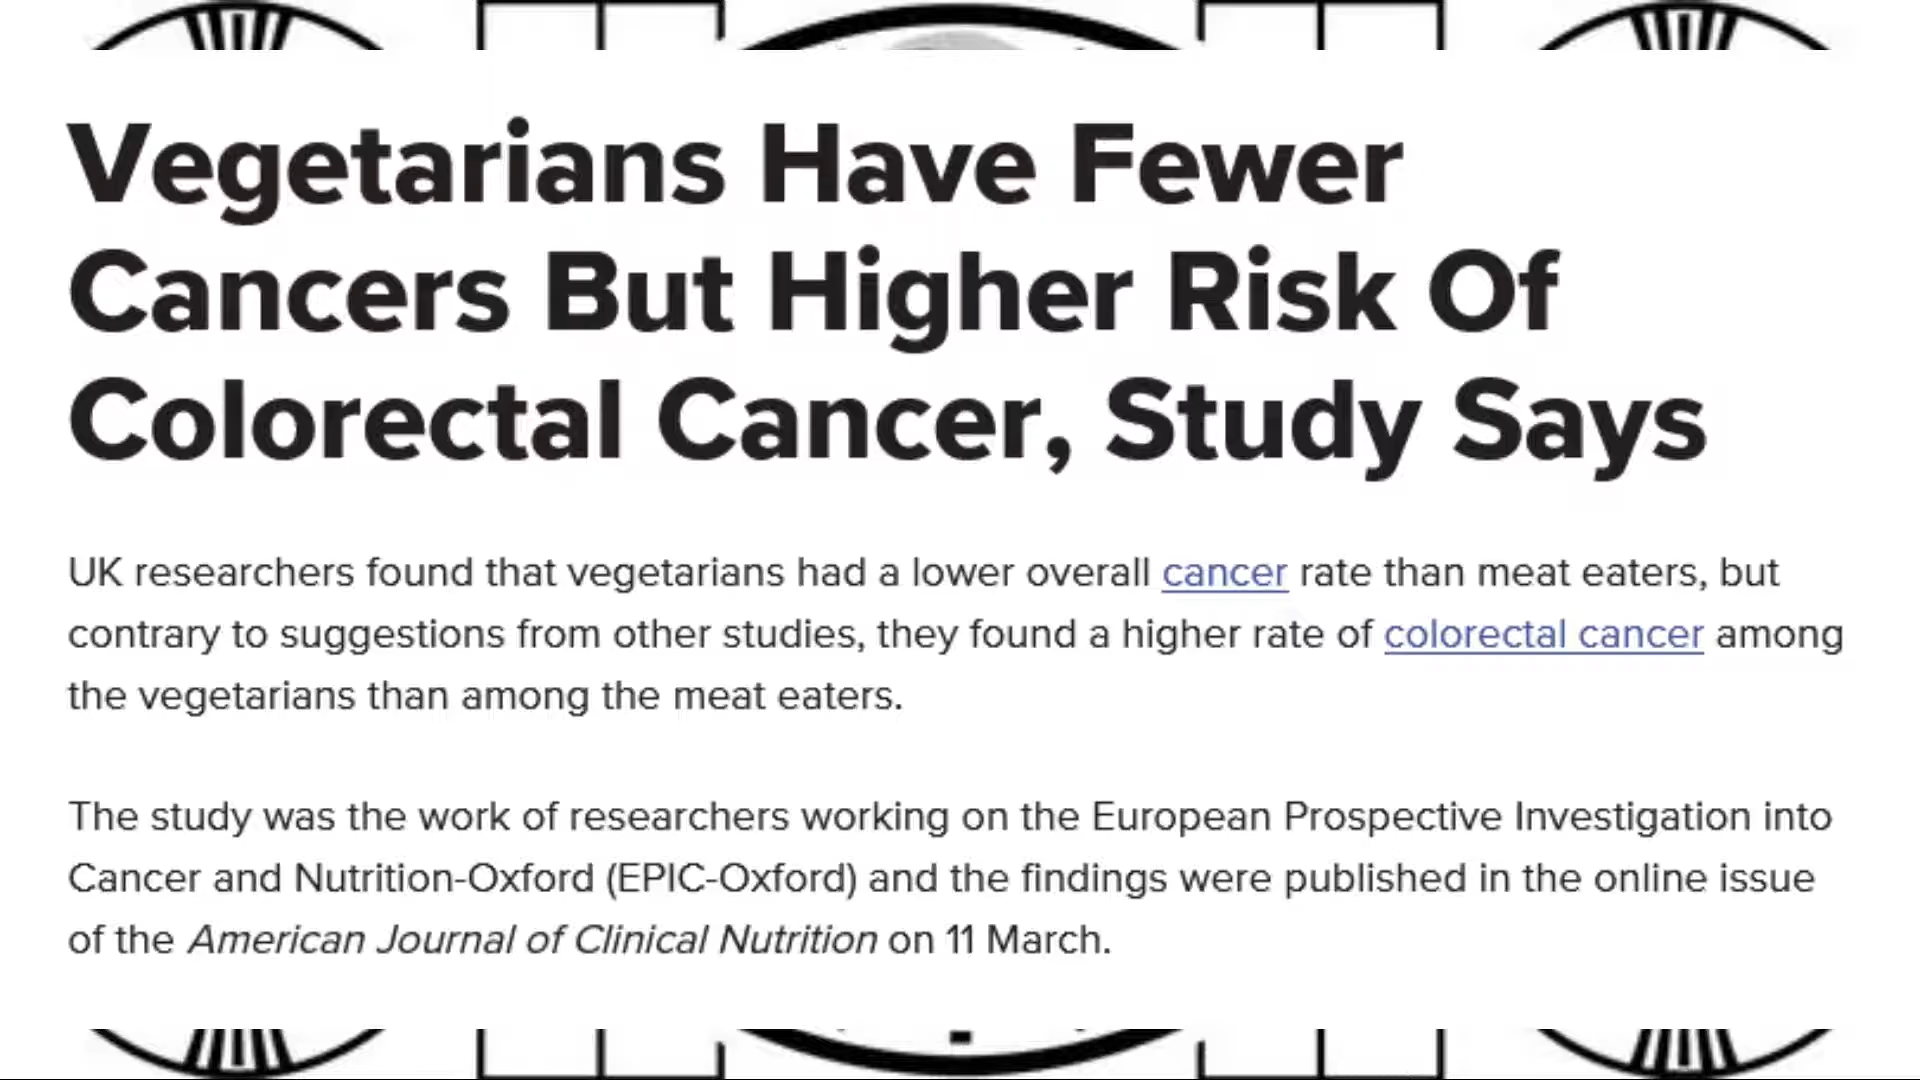 Vegetarians Have Fewer
Cancers But Higher Risk Of
Colorectal Cancer, Study Says
UK researchers found that vegetarians had a lower overall cancer rate than meat eaters, but
contrary to suggestions from other studies, they found a higher rate of colorectal cancer among
the vegetarians than among the meat eaters.
The study was the work of researchers working on the European Prospective Investigation into
Cancer and Nutrition-Oxford (EPIC-Oxford) and the findings were published in the online issue
of the American Journal of Clinical Nutrition on 11 March.